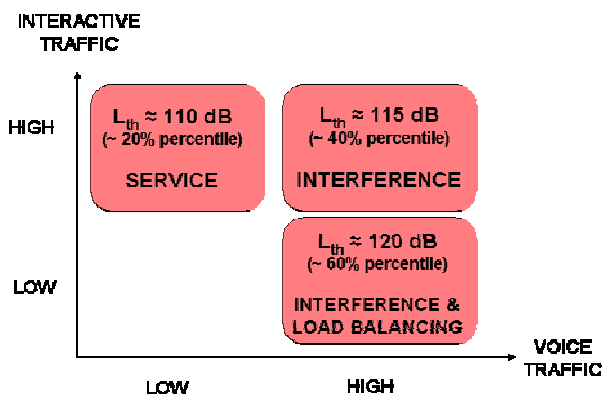 INTERACTIVE
TRAFFIC
HIGH
LOW
Lth ≈ 110 dB
(~ 20% percentile)
SERVICE
Lth ≈ 115 dB
(~ 40% percentile)
INTERFERENCE
Lth ≈ 120 dB
(~ 60% percentile)
INTERFERENCE &
LOAD BALANCING
LOW
HIGH
VOICE
TRAFFIC